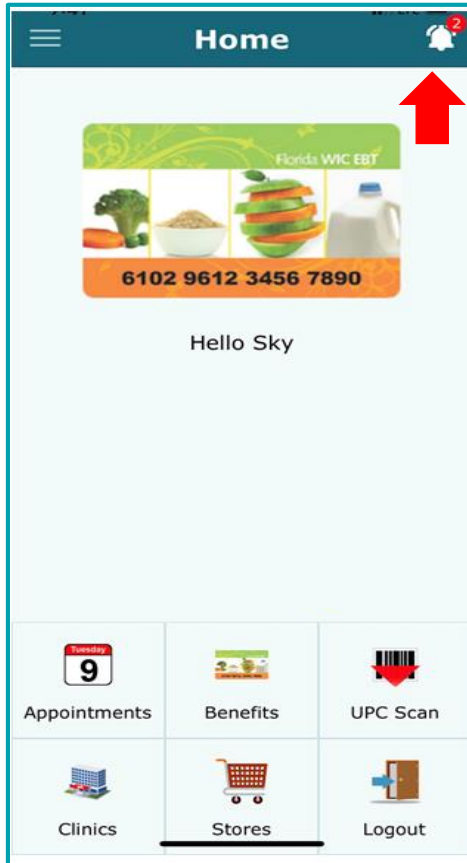 Home
2
Florida WIC EBT
6102 9612 3456 7890
Hello Sky
Tuesday
9
Appointments
Benefits
UPC Scan
Clinics
Stores
Logout